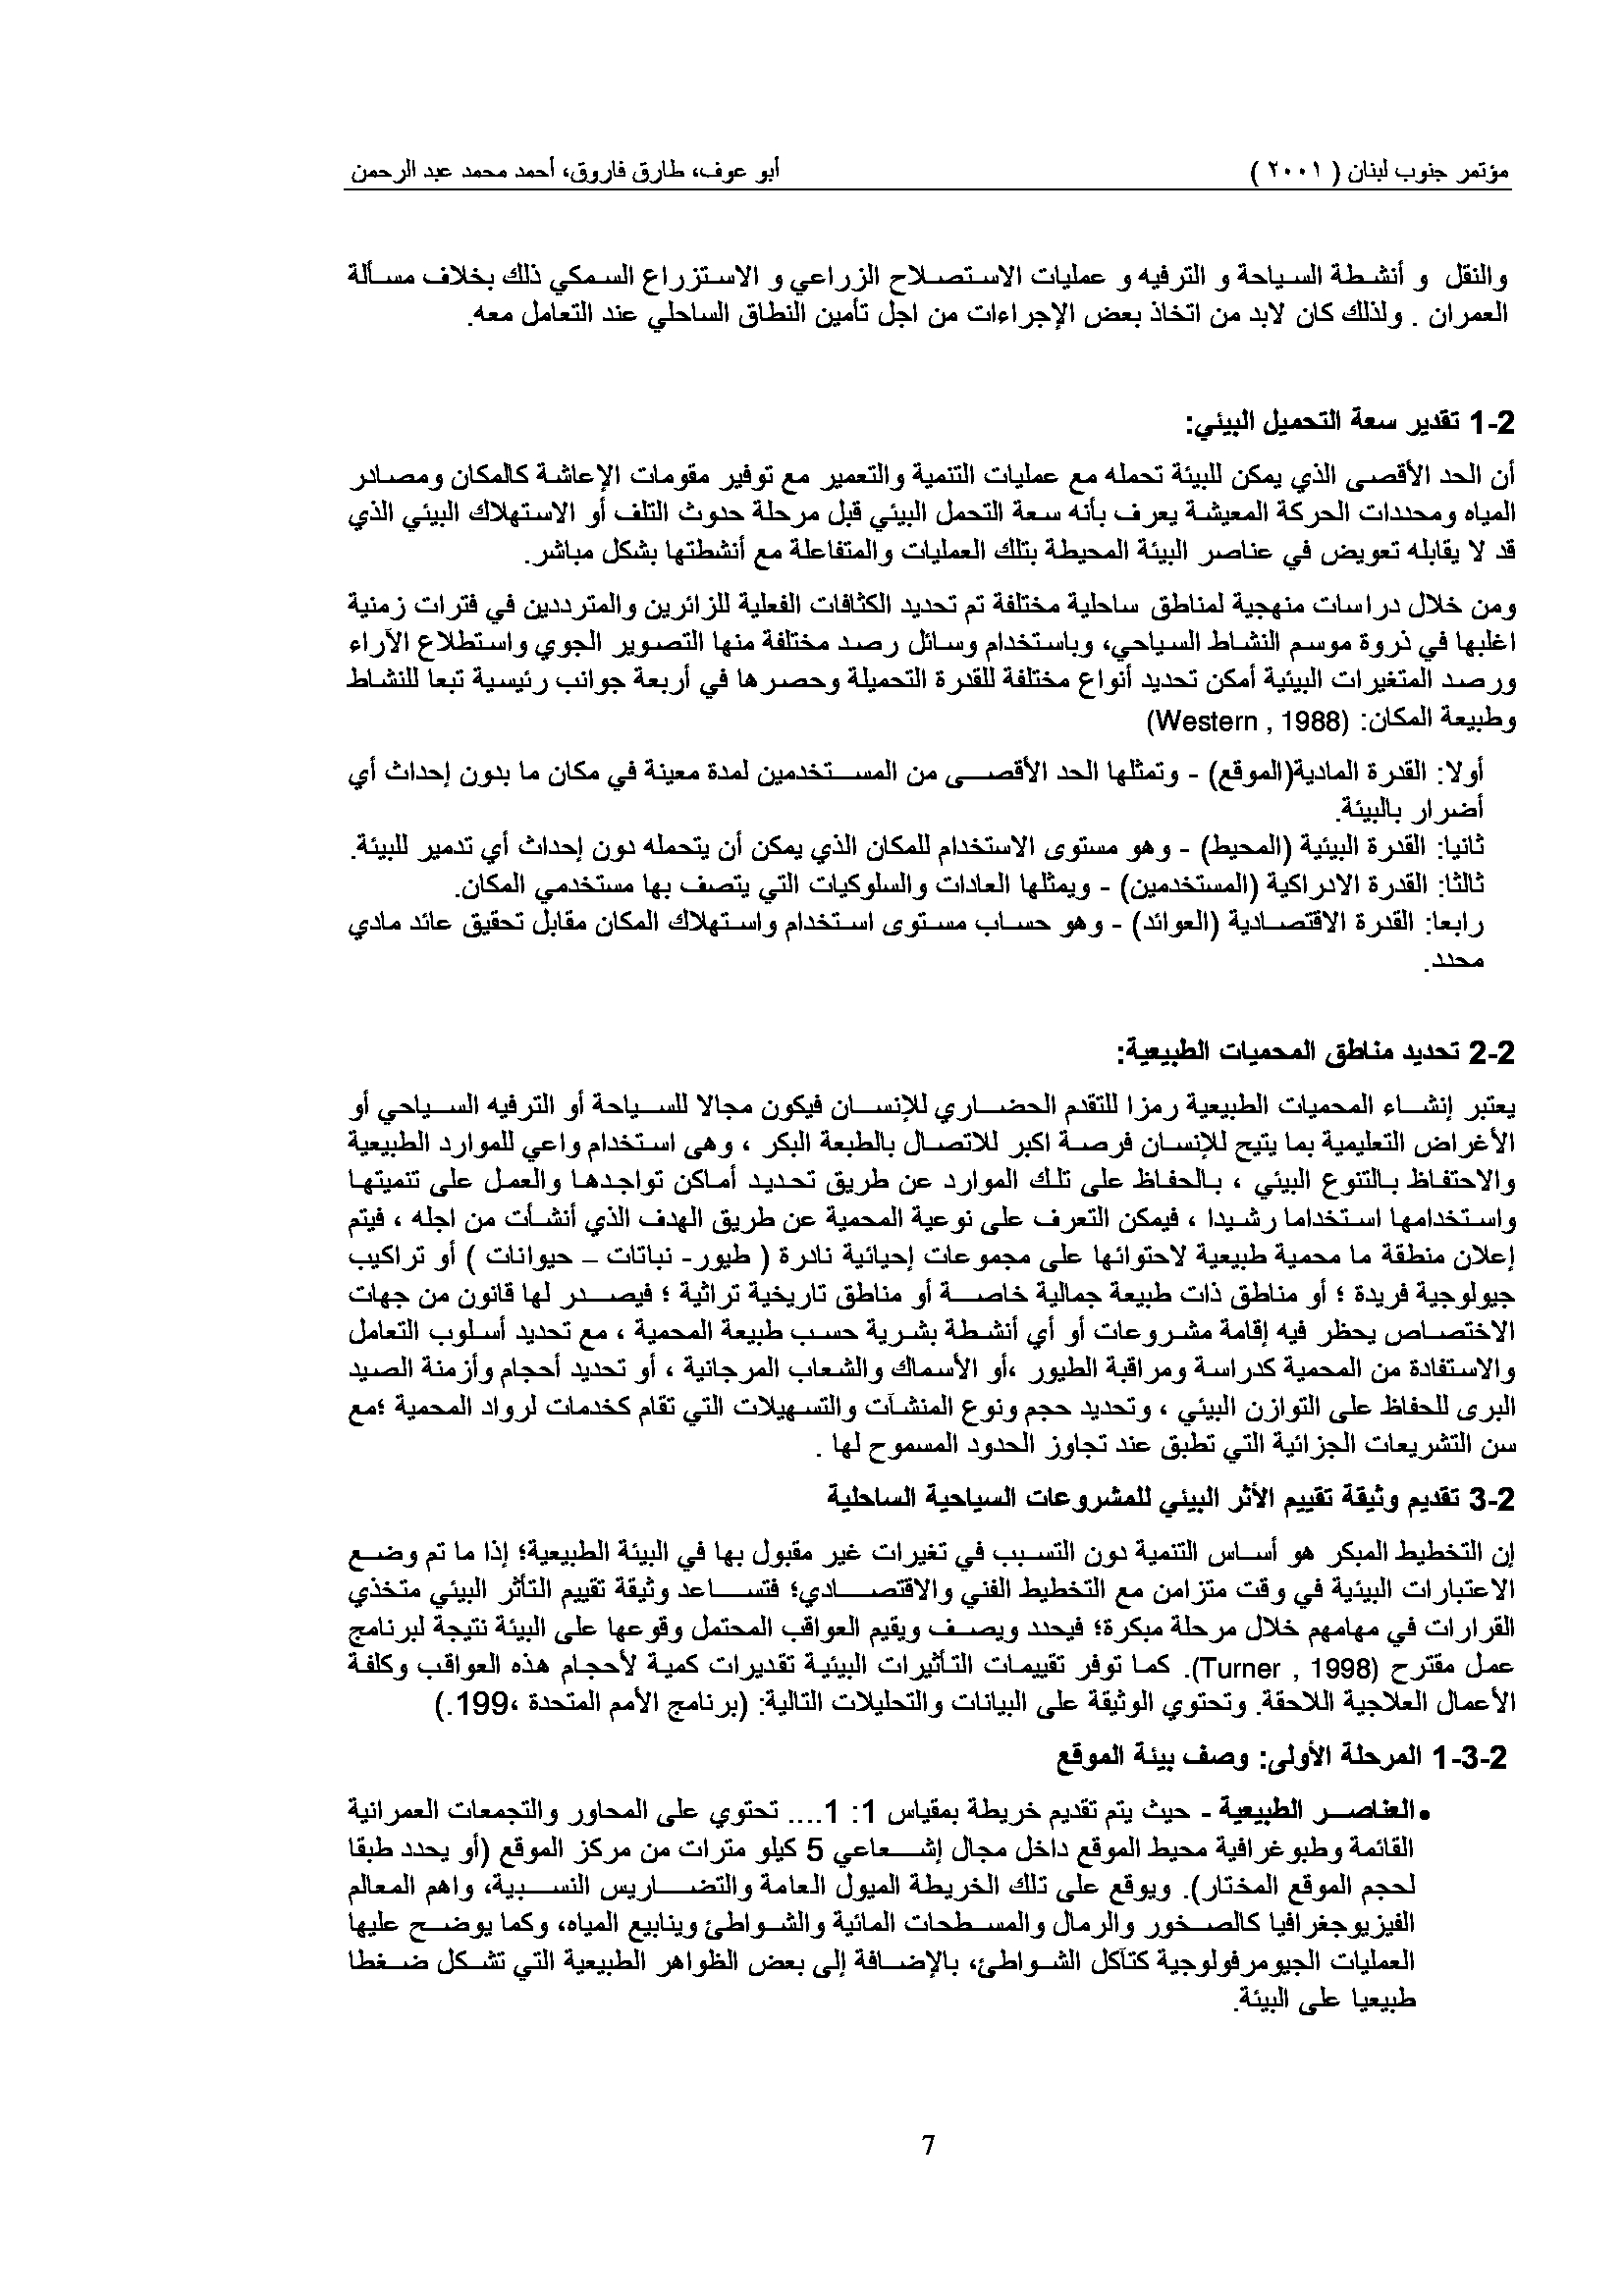 مؤتمر جنوب لبنان ( ٢٠٠١ ) أبو عوف، طارق فاروق، أحمد محمد عبد الرحمن
والنقل و أنشطة السياحة و الترفيه و عمليات الاستصلاح الزراعي و الاستزراع السمكي ذلك بخلاف مسألة
العمران . ولذلك كان لابد من اتخاذ بعض الإجراءات من اجل تأمين النطاق الساحلي عند التعامل معه.
1-2 تقدير سعة التحميل البيئي:
أن الحد الأقصى الذي يمكن للبيئة تحمله مع عمليات التنمية والتعمير مع توفير مقومات الإعاشة كالمكان ومصادر
المياه ومحددات الحركة المعيشة يعرف بأنه سعة التحمل البيئي قبل مرحلة حدوث التلف أو الاستهلاك البيئي الذي
قد لا يقابله تعويض في عناصر البيئة المحيطة بتلك العمليات والمتفاعلة مع أنشطتها بشكل مباشر.
ومن خلال دراسات منهجية لمناطق ساحلية مختلفة تم تحديد الكثافات الفعلية للزائرين والمترددين في فترات زمنية
اغلبها في ذروة موسم النشاط السياحي، وباستخدام وسائل رصد مختلفة منها التصوير الجوي واستطلاع الآراء
ورصد المتغيرات البيئية أمكن تحديد أنواع مختلفة للقدرة التحميلة وحصرها في أربعة جوانب رئيسية تبعا للنشاط
وطبيعة المكان: (Western , 1988)
أولا: القدرة المادية(الموقع) - وتمثلها الحد الأقصى من المستخدمين لمدة معينة في مكان ما بدون إحداث أي
أضرار بالبيئة.
ثانيا: القدرة البيئية (المحيط) - وهو مستوى الاستخدام للمكان الذي يمكن أن يتحمله دون إحداث أي تدمير للبيئة.
ثالثا: القدرة الادراكية (المستخدمين) - ويمثلها العادات والسلوكيات التي يتصف بها مستخدمي المكان.
رابعا: القدرة الاقتصادية (العوائد) - وهو حساب مستوى استخدام واستهلاك المكان مقابل تحقيق عائد مادي
محدد.
2-2 تحديد مناطق المحميات الطبيعية:
يعتبر إنشاء المحميات الطبيعية رمزا للتقدم الحضاري للإنسان فيكون مجالا للسياحة أو الترفيه السياحي أو
الأغراض التعليمية بما يتيح للإنسان فرصة اكبر للاتصال بالطبعة البكر ، وهى استخدام واعي للموارد الطبيعية
والاحتفاظ بالتنوع البيئي ، بالحفاظ على تلك الموارد عن طريق تحديد أماكن تواجدها والعمل على تنميتها
واستخدامها استخداما رشيدا ، فيمكن التعرف على نوعية المحمية عن طريق الهدف الذي أنشأت من اجله ، فيتم
إعلان منطقة ما محمية طبيعية لاحتوائها على مجموعات إحيائية نادرة ( طيور- نباتات – حيوانات ) أو تراكيب
جيولوجية فريدة ؛ أو مناطق ذات طبيعة جمالية خاصة أو مناطق تاريخية تراثية ؛ فيصدر لها قانون من جهات
الاختصاص يحظر فيه إقامة مشروعات أو أي أنشطة بشرية حسب طبيعة المحمية ، مع تحديد أسلوب التعامل
والاستفادة من المحمية كدراسة ومراقبة الطيور ،أو الأسماك والشعاب المرجانية ، أو تحديد أحجام وأزمنة الصيد
البرى للحفاظ على التوازن البيئي ، وتحديد حجم ونوع المنشآت والتسهيلات التي تقام كخدمات لرواد المحمية ؛مع
سن التشريعات الجزائية التي تطبق عند تجاوز الحدود المسموح لها .
3-2 تقديم وثيقة تقييم الأثر البيئي للمشروعات السياحية الساحلية
إن التخطيط المبكر هو أساس التنمية دون التسبب في تغيرات غير مقبول بها في البيئة الطبيعية؛ إذا ما تم وضع
الاعتبارات البيئية في وقت متزامن مع التخطيط الفني والاقتصادي؛ فتساعد وثيقة تقييم التأثر البيئي متخذي
القرارات في مهامهم خلال مرحلة مبكرة؛ فيحدد ويصف ويقيم العواقب المحتمل وقوعها على البيئة نتيجة لبرنامج
عمل مقترح (Turner , 1998). كما توفر تقييمات التأثيرات البيئية تقديرات كمية لأحجام هذه العواقب وكلفة
الأعمال العلاجية اللاحقة. وتحتوي الوثيقة على البيانات والتحليلات التالية: (برنامج الأمم المتحدة ،199.)
1-3-2 المرحلة الأولى: وصف بيئة الموقع
•العناصر الطبيعية - حيث يتم تقديم خريطة بمقياس 1: 1.... تحتوي على المحاور والتجمعات العمرانية
القائمة وطبوغرافية محيط الموقع داخل مجال إشعاعي 5 كيلو مترات من مركز الموقع (أو يحدد طبقا
لحجم الموقع المختار). ويوقع على تلك الخريطة الميول العامة والتضاريس النسبية، واهم المعالم
الفيزيوجغرافيا كالصخور والرمال والمسطحات المائية والشواطئ وينابيع المياه، وكما يوضح عليها
العمليات الجيومرفولوجية كتآكل الشواطئ، بالإضافة إلى بعض الظواهر الطبيعية التي تشكل ضغطا
طبيعيا على البيئة.
7